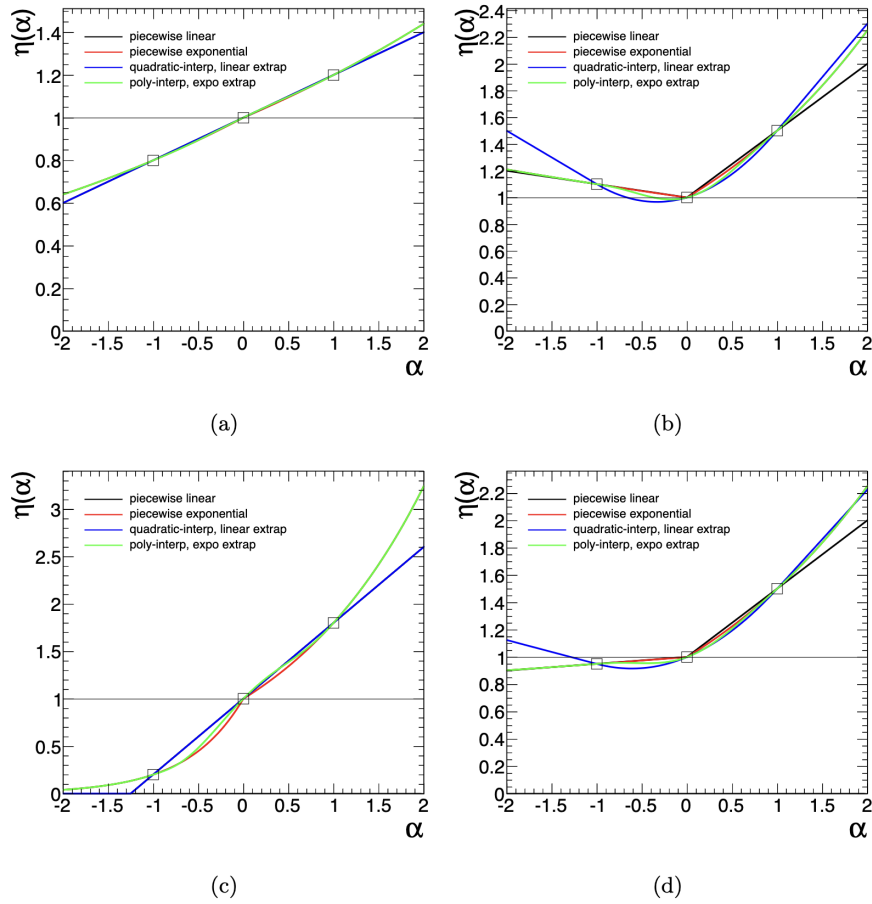 η(α)
piecewise linear
piecewise exponential
quadratic-interp, linear extrap
poly-interp, expo extrap
1.4
1.2
1
0.8
0.6
0.4
0.2
0
-2 -1.5 -1 -0.5 0 0.5 1 1.5 2
α
(a)
η(α)
piecewise linear
piecewise exponential
quadratic-interp, linear extrap
poly-interp, expo extrap
2.4
2.2
2
1.8
1.6
1.4
1.2
1
0.8
0.6
0.4
0.2
0
-2 -1.5 -1 -0.5 0 0.5 1 1.5 2
α
(b)
η(α)
piecewise linear
piecewise exponential
quadratic-interp, linear extrap
poly-interp, expo extrap
3
2.5
2
1.5
1
0.5
0
-2 -1.5 -1 -0.5 0 0.5 1 1.5 2
α
(c)
η(α)
piecewise linear
piecewise exponential
quadratic-interp, linear extrap
poly-interp, expo extrap
2.2
2
1.8
1.6
1.4
1.2
1
0.8
0.6
0.4
0.2
0
-2 -1.5 -1 -0.5 0 0.5 1 1.5 2
α
(d)